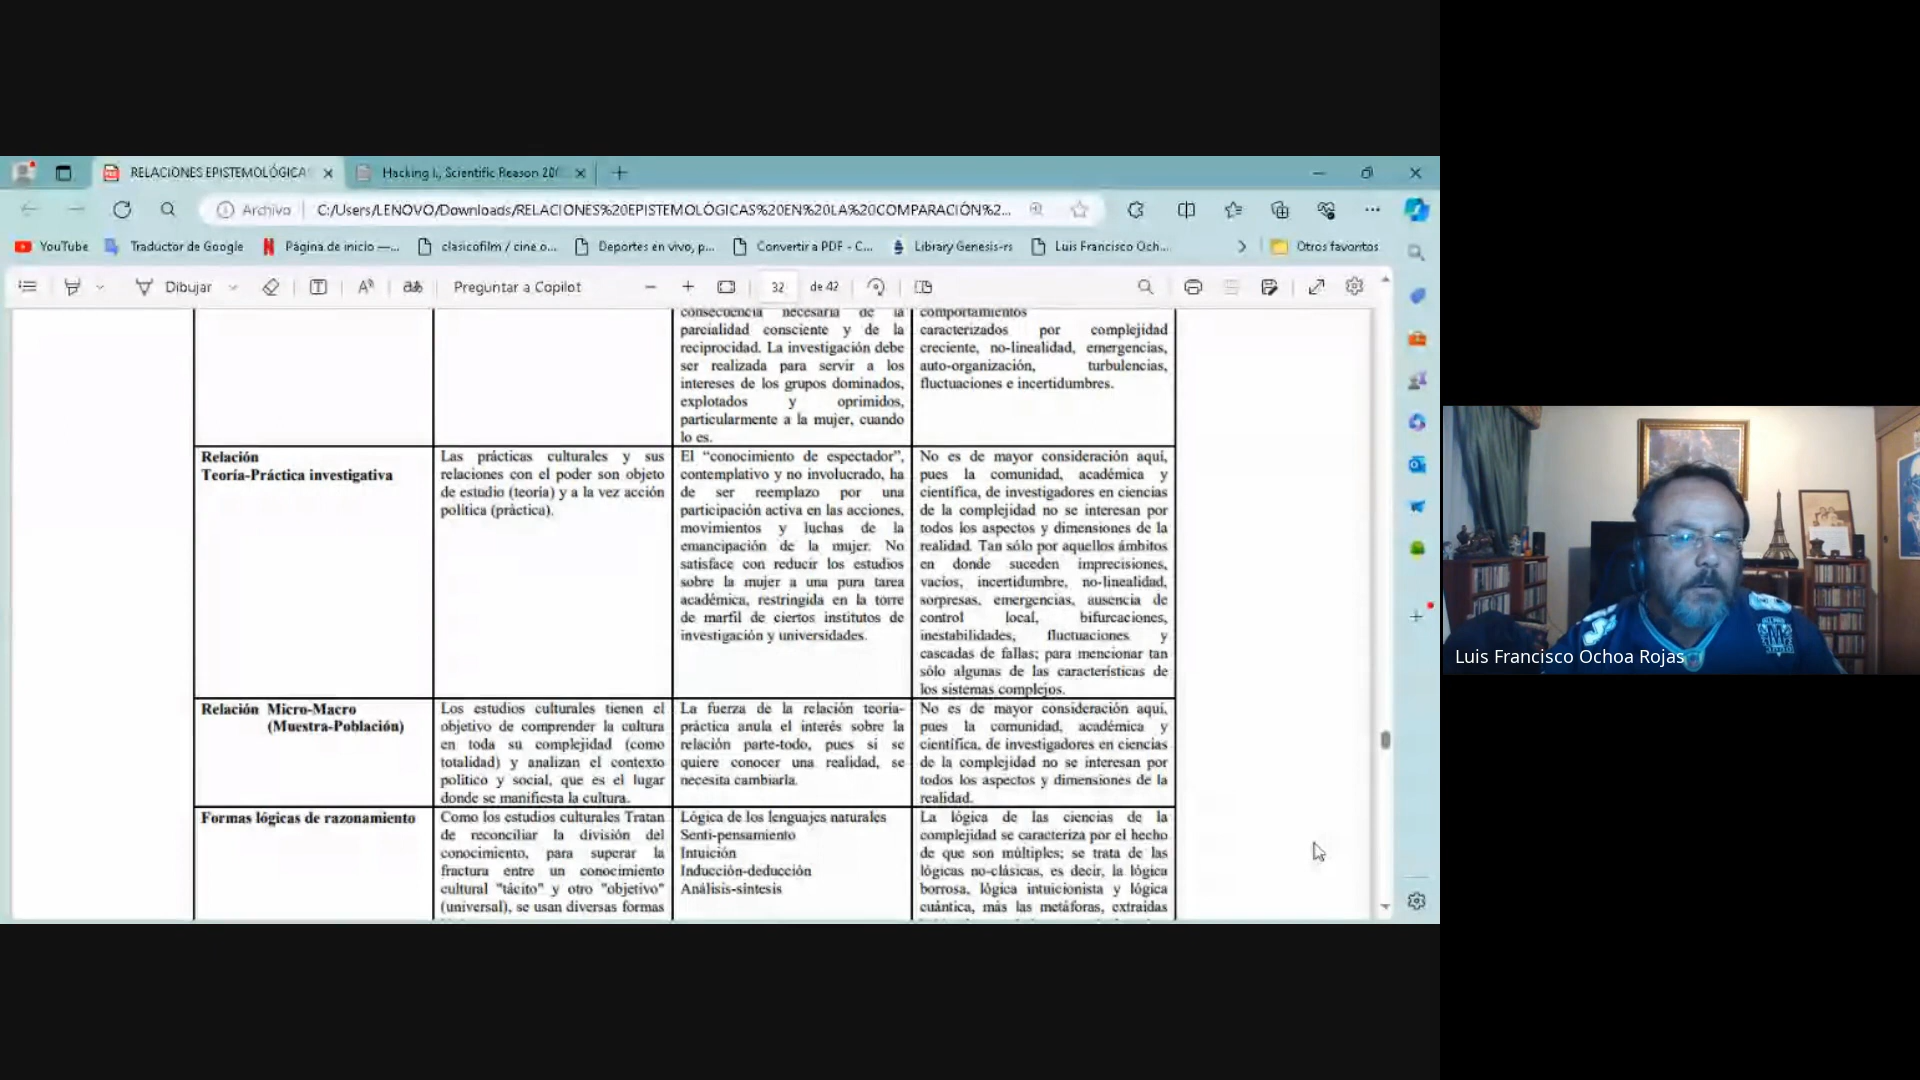 RELACIONES EPISTEMOLÓGICA
Hacking I., Scientific Reason 20
Archivo
C:/Users/LENOVO/Downloads/RELACIONES%20EPISTEMOLÓGICAS%20EN%20LA%20COMPARACIÓN%2...
YouTube
Traductor de Google
Página de inicio —...
clasicofilm / cine o...
Deportes en vivo, p...
Convertir a PDF - C...
Library Genesis-rs
Luis Francisco Och...
Otros favoritos
Dibujar
aあ
Preguntar a Copilot
32
de 42
consecuencia necesaria de la
parcialidad consciente y de la
reciprocidad. La investigación debe
ser realizada para servir a los
intereses de los grupos dominados,
explotados y oprimidos,
particularmente a la mujer, cuando
lo es.
comportamientos
caracterizados por complejidad
creciente, no-linealidad, emergencias,
auto-organización, turbulencias,
fluctuaciones e incertidumbres.
Relación
Teoría-Práctica investigativa
Las prácticas culturales y sus
relaciones con el poder son objeto
de estudio (teoría) y a la vez acción
política (práctica).
El “conocimiento de espectador”,
contemplativo y no involucrado, ha
de ser reemplazo por una
participación activa en las acciones,
movimientos y luchas de la
emancipación de la mujer. No
satisface con reducir los estudios
sobre la mujer a una pura tarea
académica, restringida en la torre
de marfil de ciertos institutos de
investigación y universidades.
No es de mayor consideración aquí,
pues la comunidad, académica y
científica, de investigadores en ciencias
de la complejidad no se interesan por
todos los aspectos y dimensiones de la
realidad. Tan sólo por aquellos ámbitos
en donde suceden imprecisiones,
vacíos, incertidumbre, no-linealidad,
sorpresas, emergencias, ausencia de
control local, bifurcaciones,
inestabilidades, fluctuaciones y
cascadas de fallas; para mencionar tan
sólo algunas de las características de
los sistemas complejos.
Relación Micro-Macro
(Muestra-Población)
Los estudios culturales tienen el
objetivo de comprender la cultura
en toda su complejidad (como
totalidad) y analizan el contexto
político y social, que es el lugar
donde se manifiesta la cultura.
La fuerza de la relación teoría-
práctica anula el interés sobre la
relación parte-todo, pues si se
quiere conocer una realidad, se
necesita cambiarla.
No es de mayor consideración aquí,
pues la comunidad, académica y
científica, de investigadores en ciencias
de la complejidad no se interesan por
todos los aspectos y dimensiones de la
realidad.
Formas lógicas de razonamiento
Como los estudios culturales Tratan
de reconciliar la división del
conocimiento, para superar la
fractura entre un conocimiento
cultural "tácito" y otro "objetivo"
(universal), se usan diversas formas
Lógica de los lenguajes naturales
Senti-pensamiento
Intuición
Inducción-deducción
Análisis-síntesis
La lógica de las ciencias de la
complejidad se caracteriza por el hecho
de que son múltiples; se trata de las
lógicas no-clásicas, es decir, la lógica
borrosa, lógica intuicionista y lógica
cuántica, más las metáforas, extraídas
Luis Francisco Ochoa Rojas